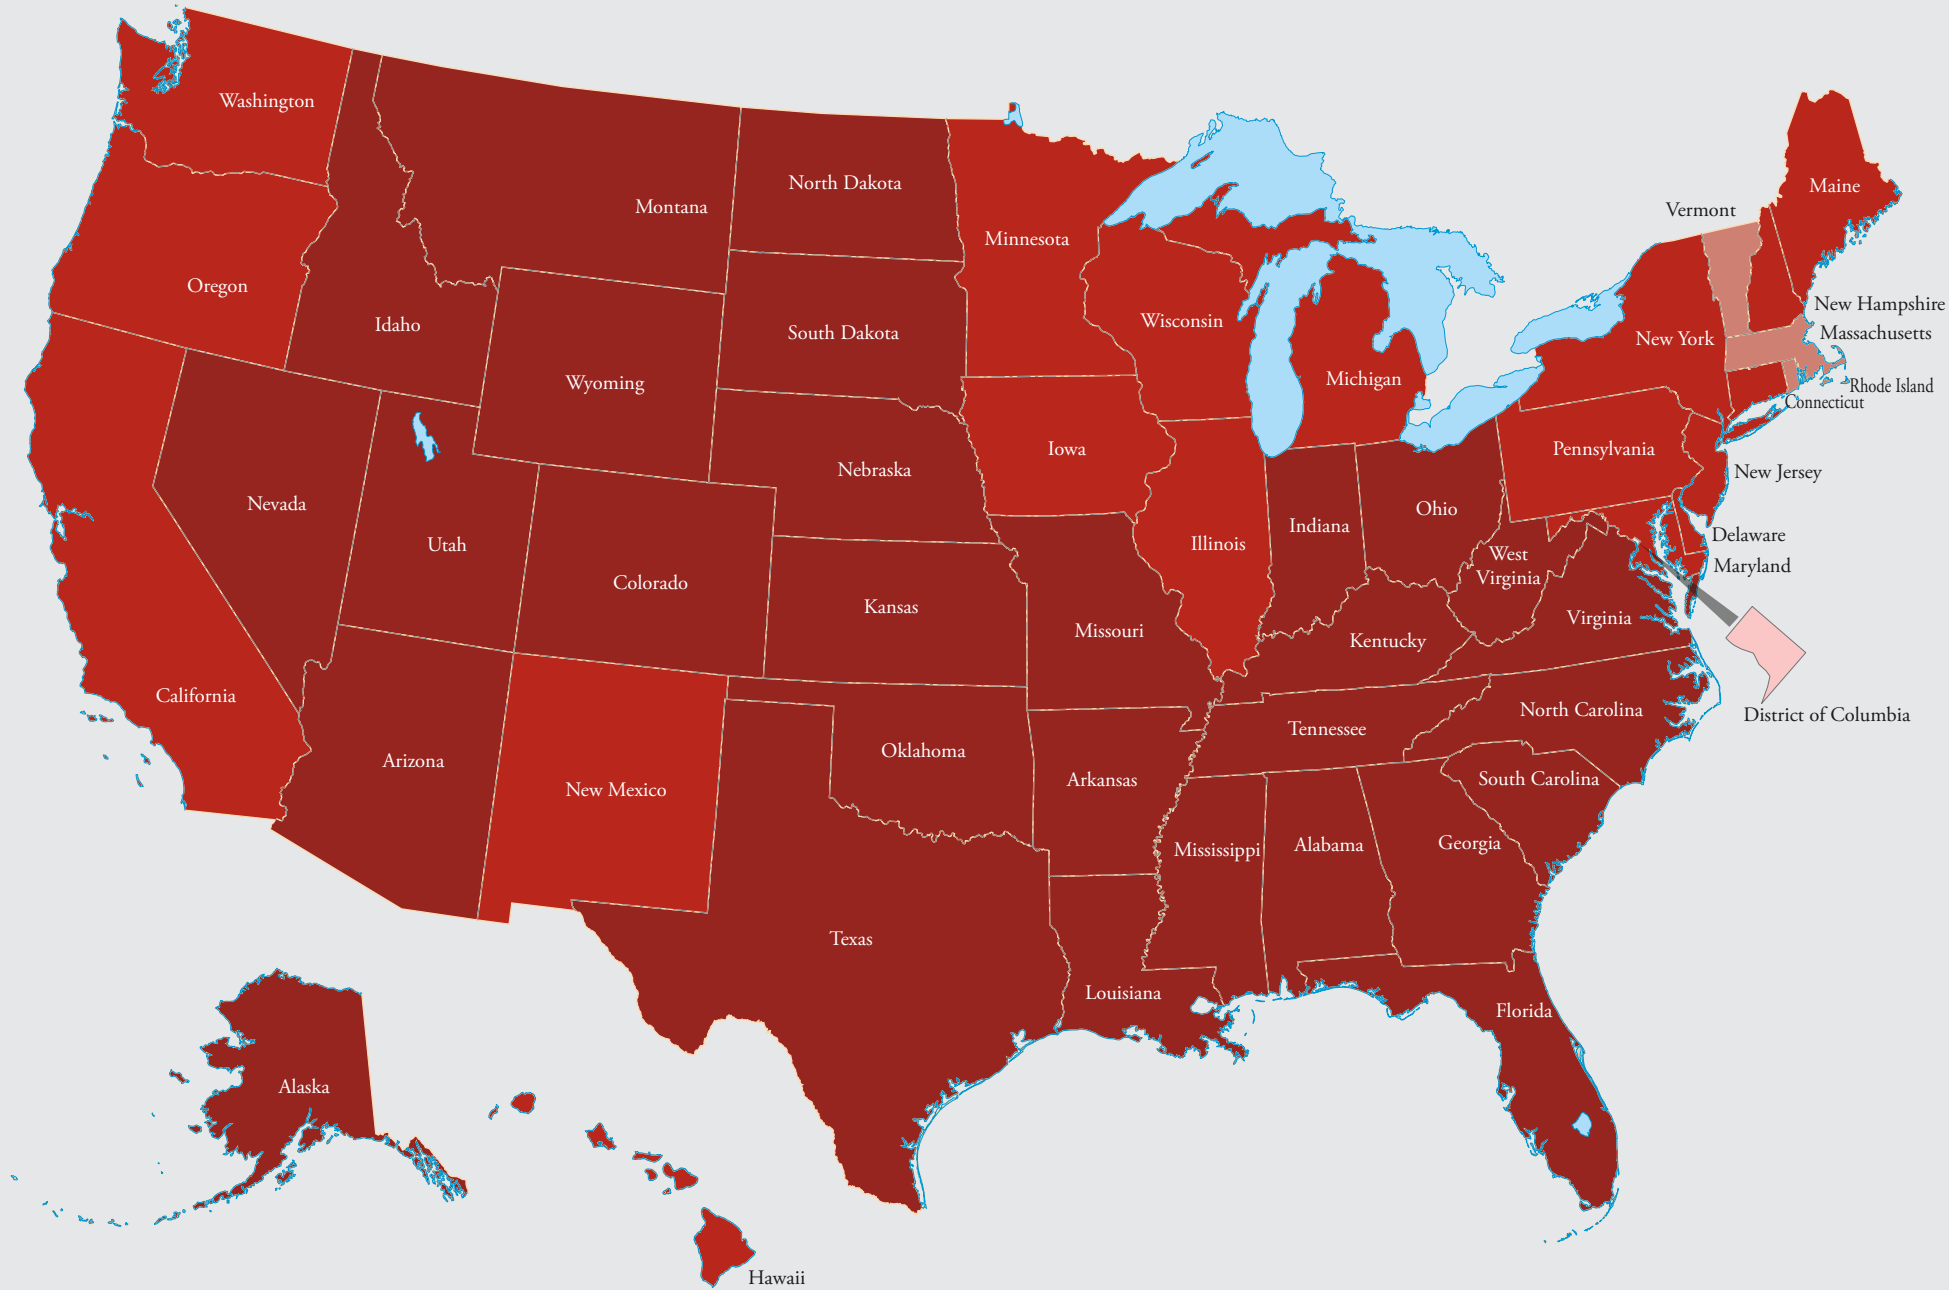 Washington
Maine
North Dakota
Montana
Vermont
Minnesota
Oregon
New Hampshire
Wisconsin
Idaho
South Dakota
Massachusetts
New York
Wyoming
Michigan
Rhode Island
Connecticut
Iowa
Pennsylvania
Nebraska
New Jersey
Nevada
Ohio
Indiana
Delaware
Utah
Illinois
West
Virginia
Maryland
Colorado
Kansas
Virginia
Missouri
Kentucky
California
North Carolina
District of Columbia
Tennessee
Oklahoma
Arizona
South Carolina
Arkansas
New Mexico
Georgia
Alabama
Mississippi
Texas
Louisiana
Florida
Alaska
Hawaii